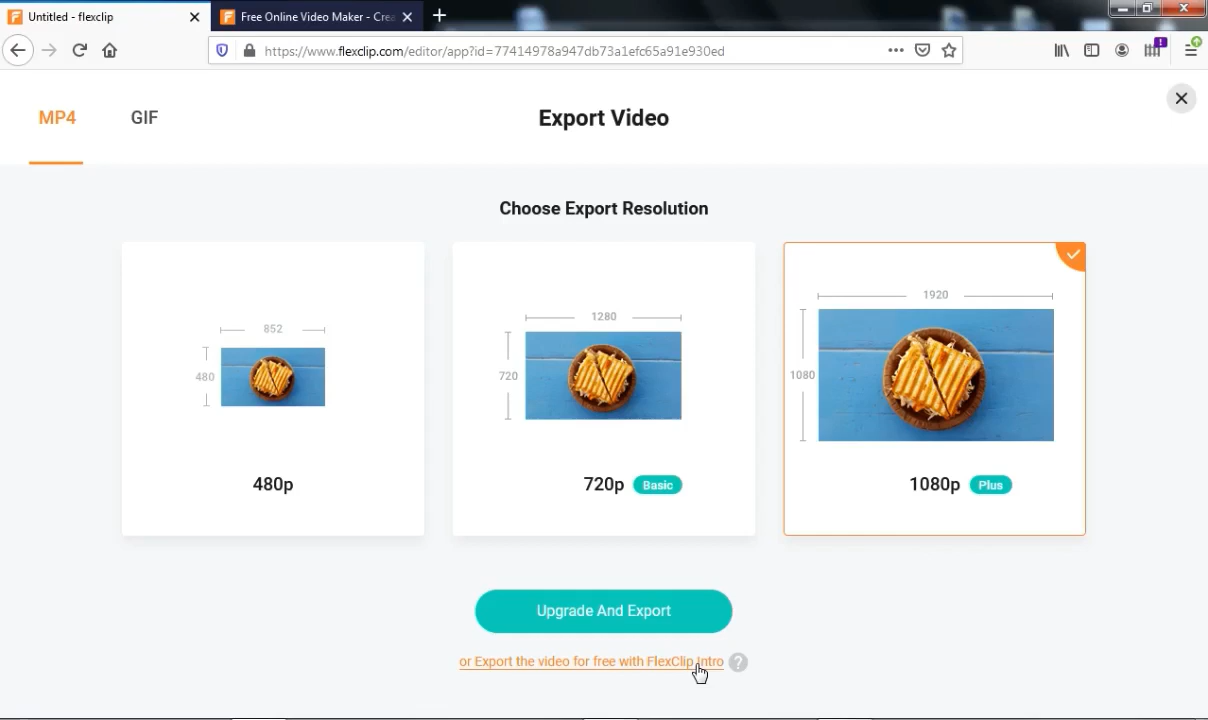 Untitled - flexclip
Free Online Video Maker - Crea
https://www.flexclip.com/editor/app?id=77414978a947db73a1efc65a91e930ed
MP4
GIF
Export Video
Choose Export Resolution
852
480
480p
1280
720
720p Basic
1920
1080
1080p Plus
Upgrade And Export
or Export the video for free with FlexClip Intro ?